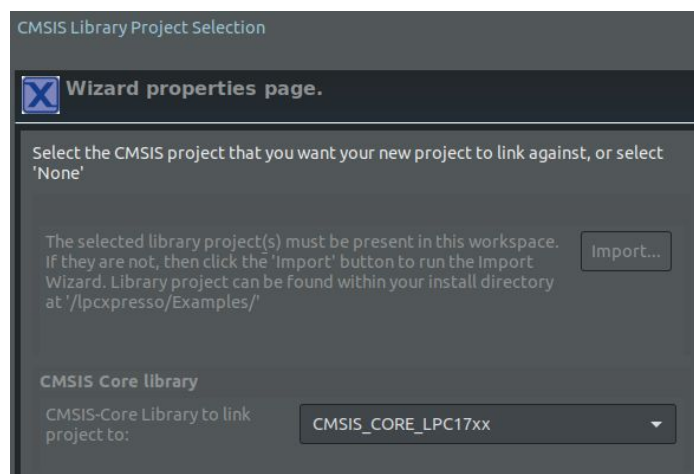 CMSIS Library Project Selection
Wizard properties page.
Select the CMSIS project that you want your new project to link against, or select
'None'
The selected library project(s) must be present in this workspace.
If they are not, then click the 'Import' button to run the Import
Wizard. Library project can be found within your install directory
at '/lpcxpresso/Examples/'
Import...
CMSIS Core library
CMSIS-Core Library to link
project to:
CMSIS_CORE_LPC17xx